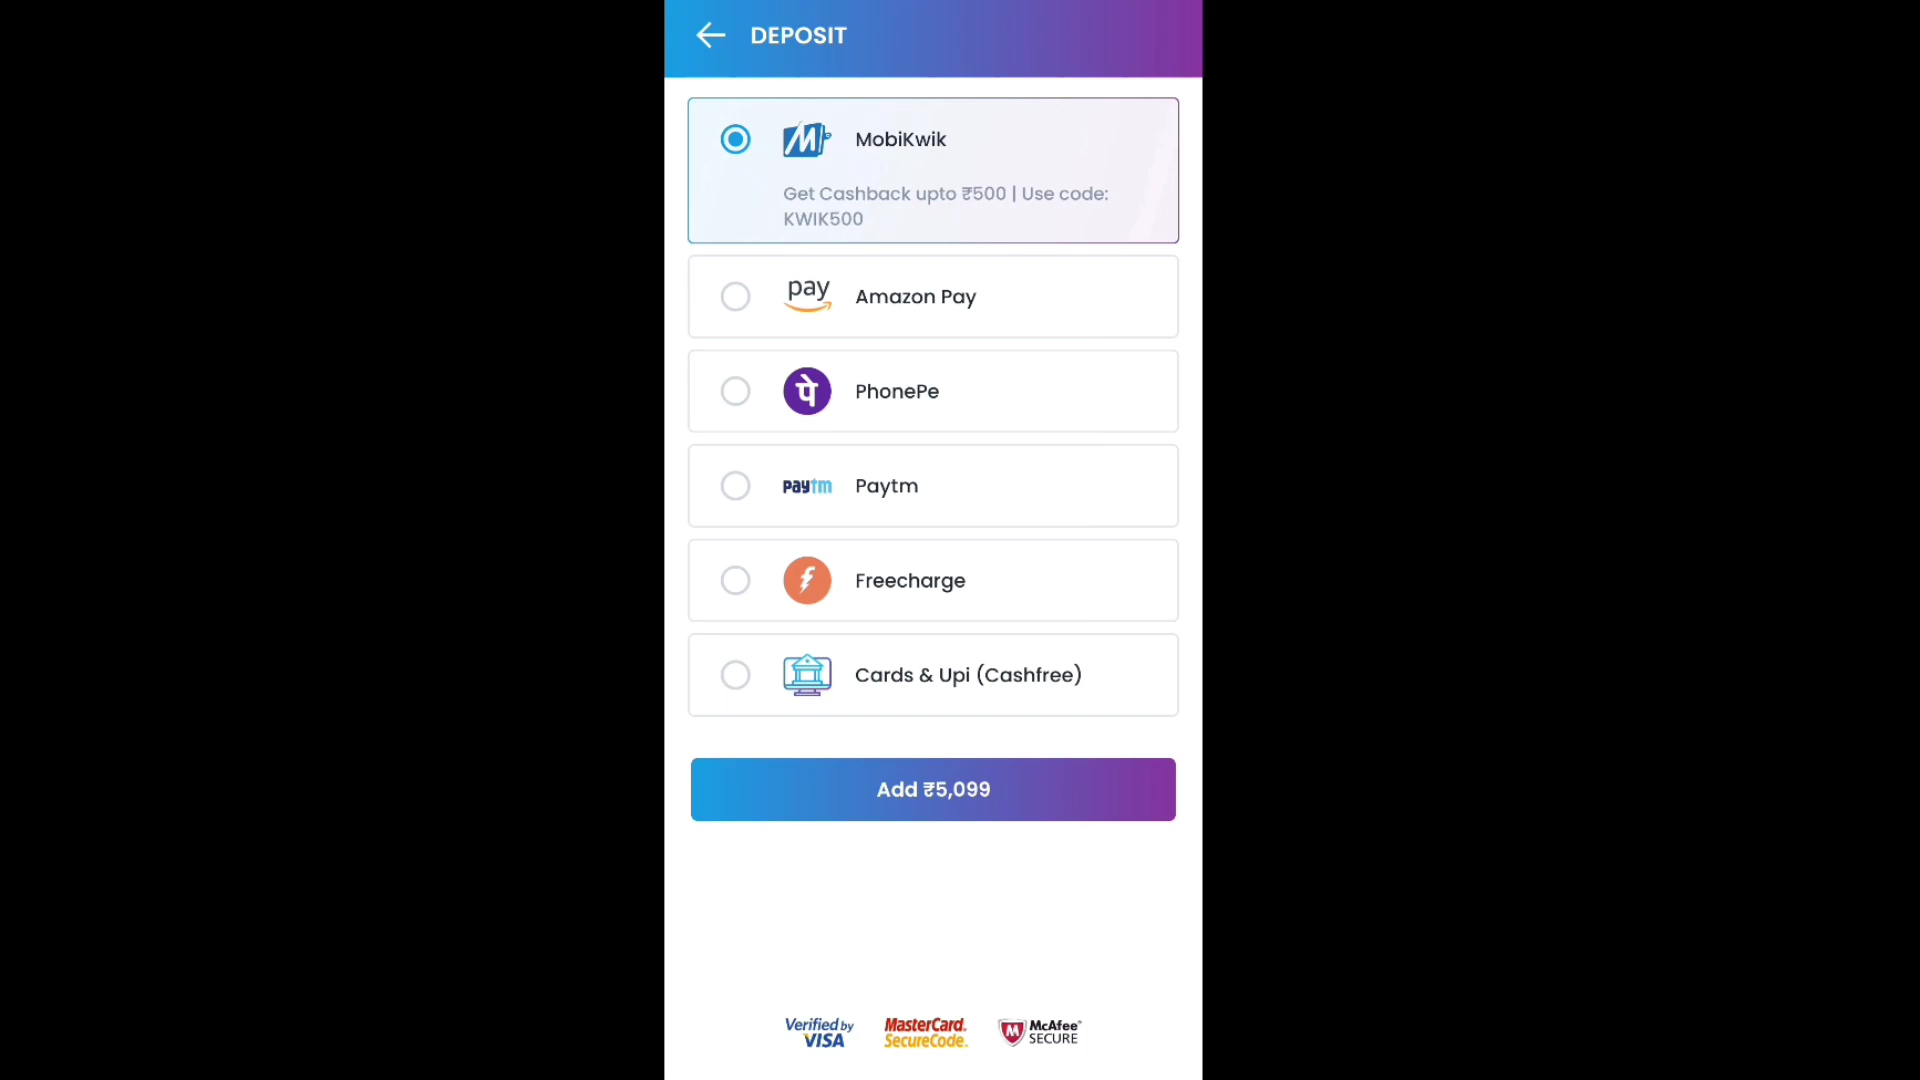 DEPOSIT
MobiKwik
Get Cashback upto ₹500 | Use code:
KWIK500
pay Amazon Pay
पे PhonePe
paytm Paytm
Freecharge
Cards & Upi (Cashfree)
Add ₹5,099
Verified by VISA
MasterCard. SecureCode.
McAfee SECURE